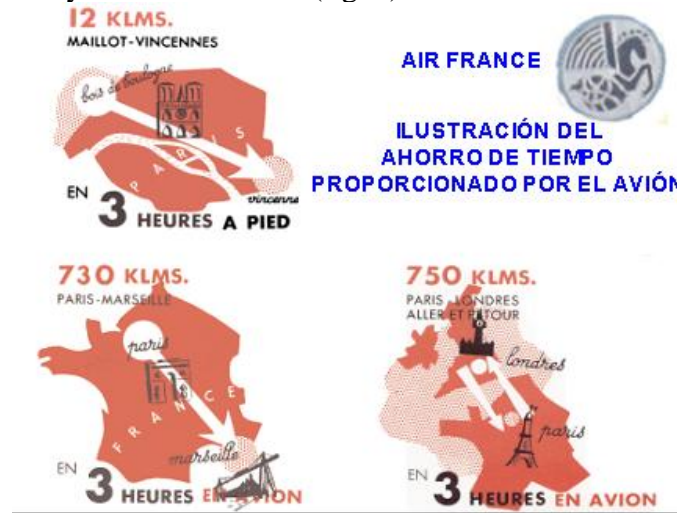 12 KLMS.
MAILLOT-VINCENNES
bois de boulogne
PARIS
vincenne
EN 3 HEURES A PIED
AIR FRANCE
ILUSTRACIÓN DEL
AHORRO DE TIEMPO
PROPORCIONADO POR EL AVIÓN
730 KLMS.
PARIS-MARSEILLE
paris
FRANCE
marseille
EN 3 HEURES EN AVION
750 KLMS.
PARIS-LONDRES
ALLER ET RETOUR
londres
paris
EN 3 HEURES EN AVION